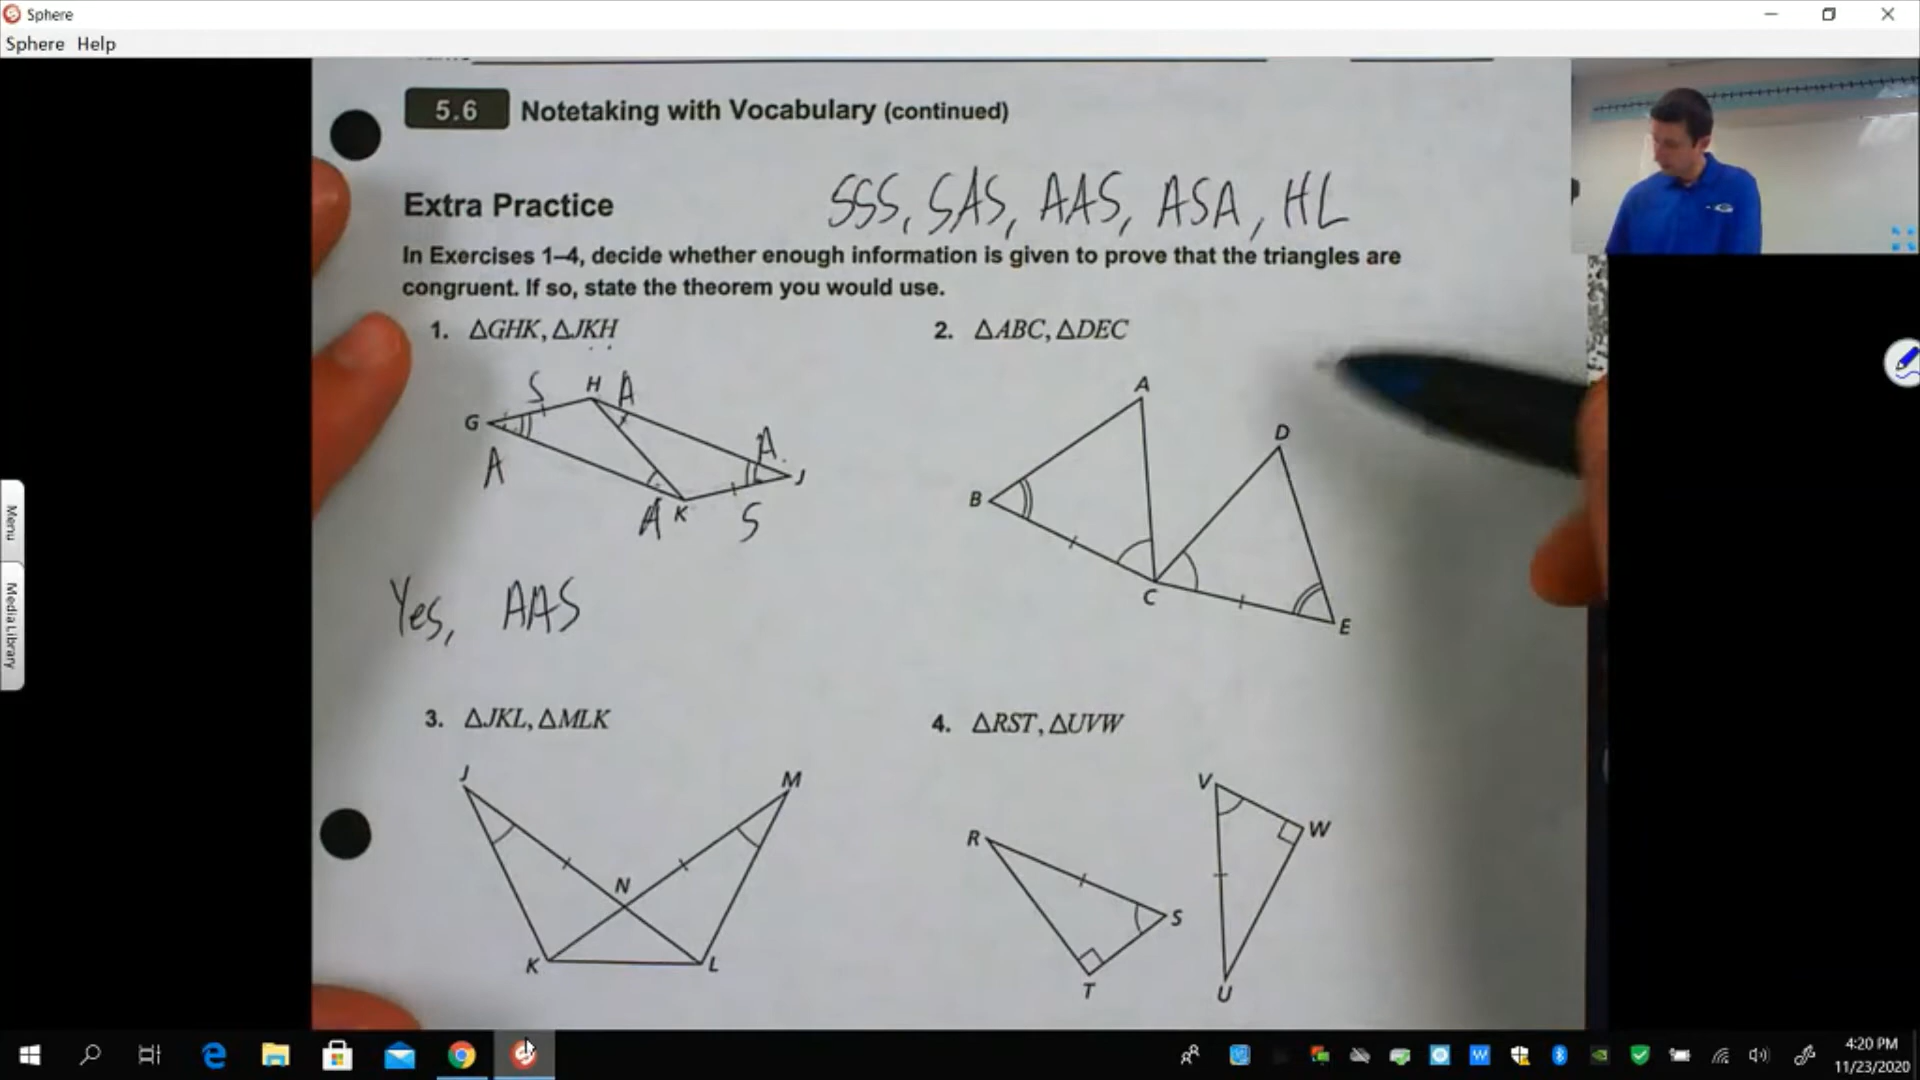 Sphere
Sphere Help
5.6 Notetaking with Vocabulary (continued)
Extra Practice
SSS, SAS, AAS, ASA, HL
In Exercises 1–4, decide whether enough information is given to prove that the triangles are
congruent. If so, state the theorem you would use.
1. △GHK, △JKH
S H A
G A
A K S J
A
Yes, AAS
2. △ABC, △DEC
A
D
B
C
E
3. △JKL, △MLK
J M
N
K L
4. △RST, △UVW
V
R W
S
T U
Menu
Media Library
4:20 PM
11/23/2020